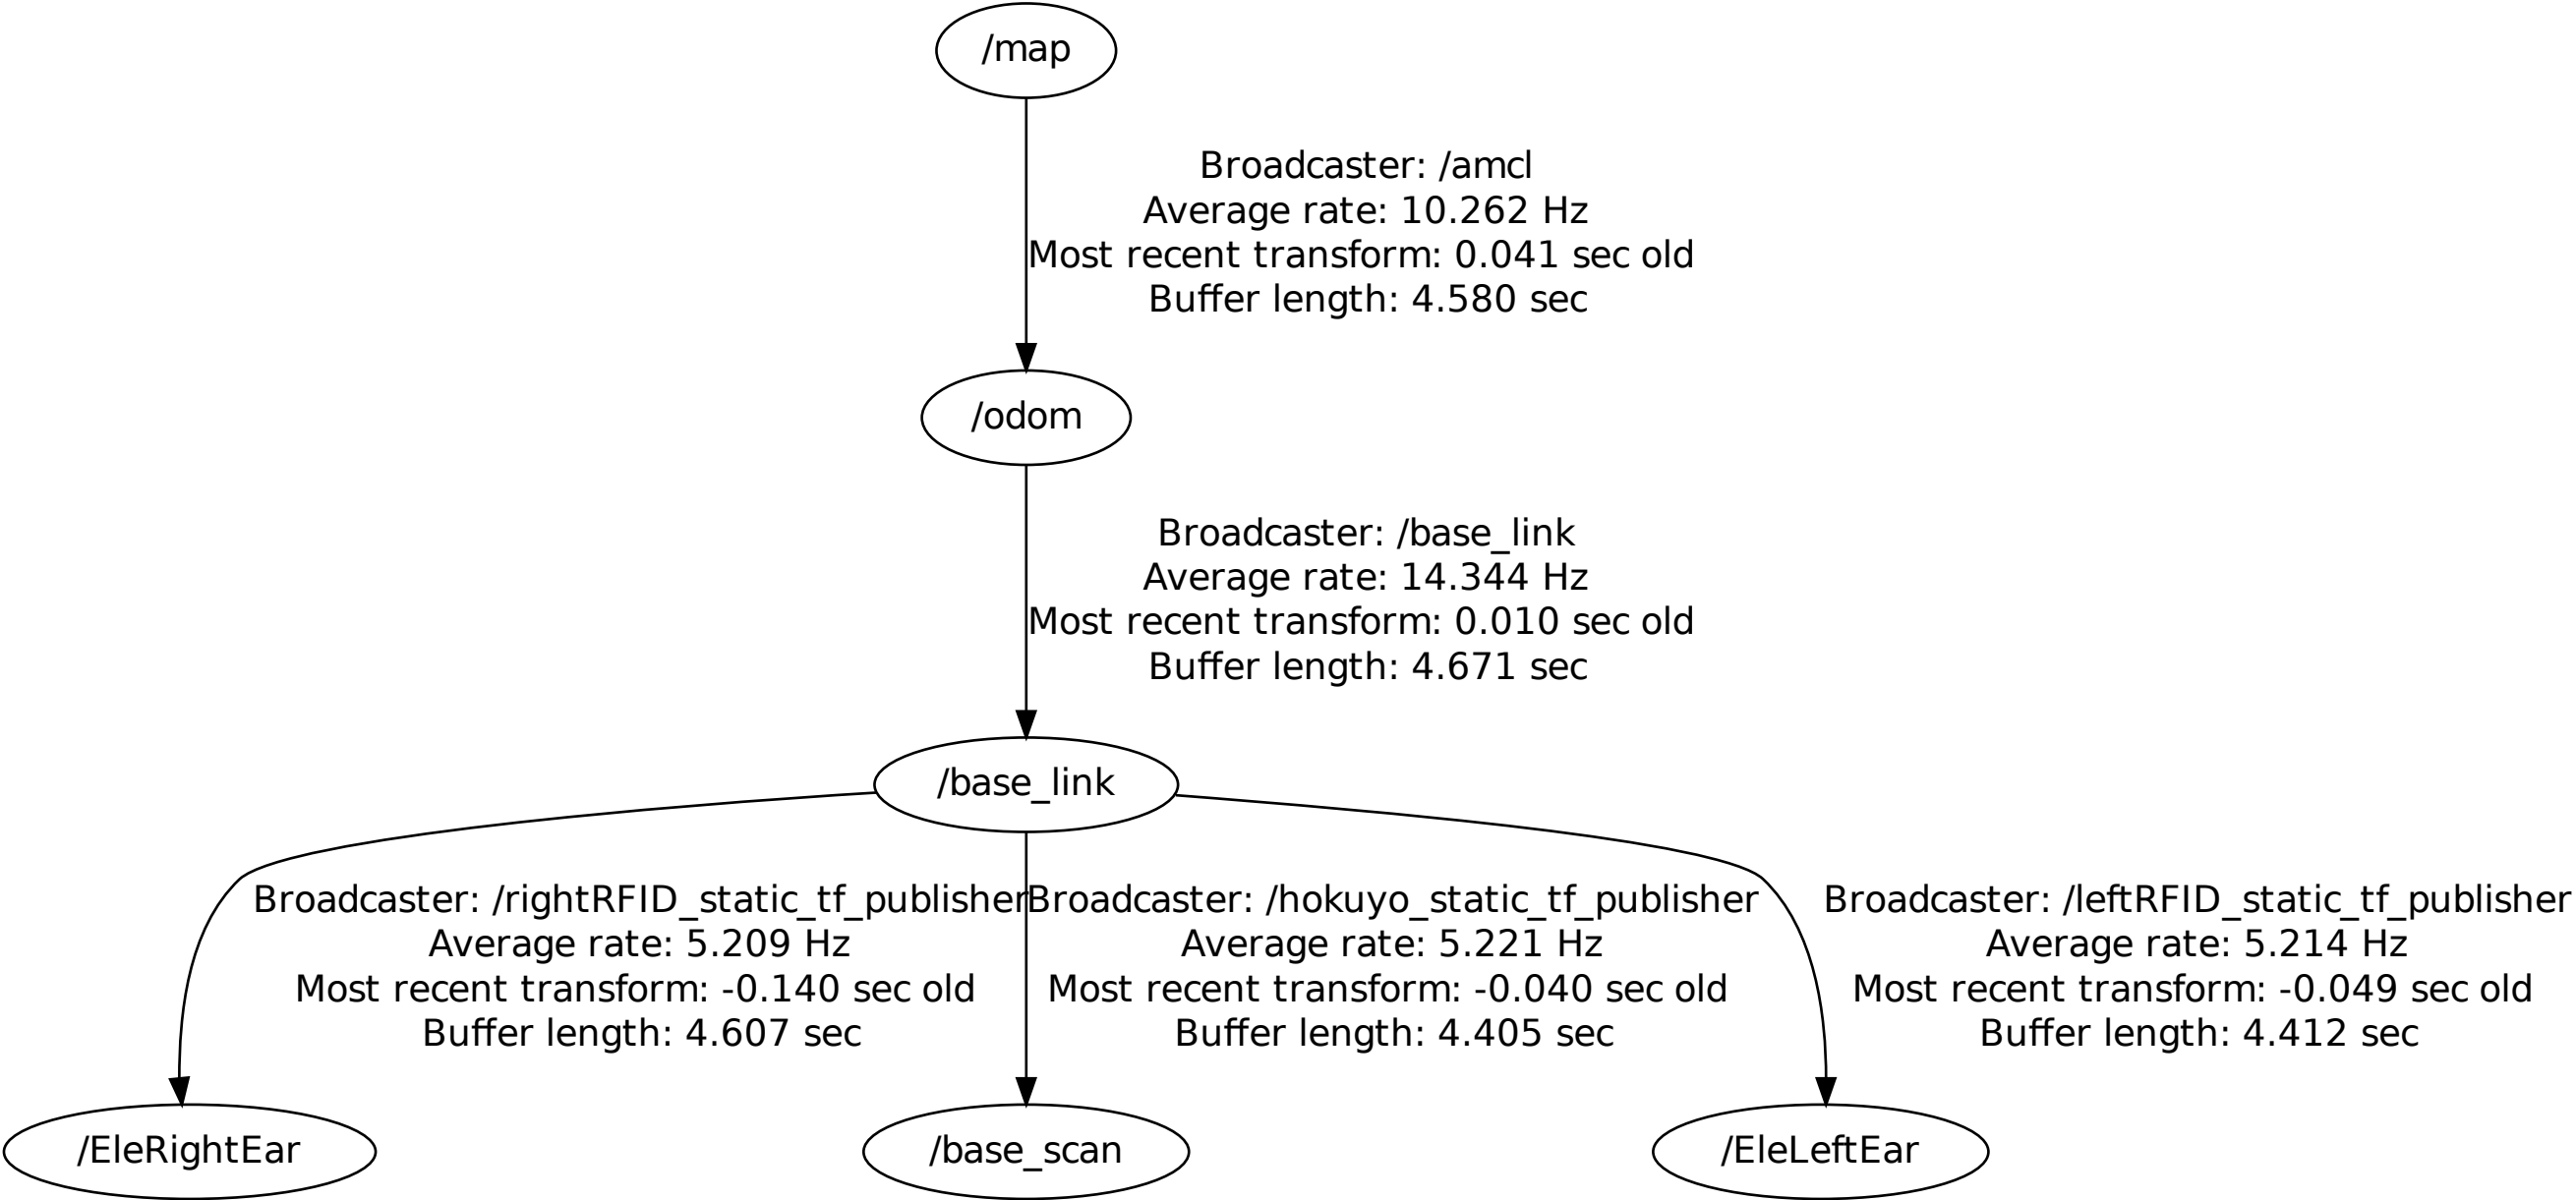 /map
Broadcaster: /amcl
Average rate: 10.262 Hz
Most recent transform: 0.041 sec old
Buffer length: 4.580 sec
/odom
Broadcaster: /base_link
Average rate: 14.344 Hz
Most recent transform: 0.010 sec old
Buffer length: 4.671 sec
/base_link
Broadcaster: /rightRFID_static_tf_publisher
Average rate: 5.209 Hz
Most recent transform: -0.140 sec old
Buffer length: 4.607 sec
Broadcaster: /hokuyo_static_tf_publisher
Average rate: 5.221 Hz
Most recent transform: -0.040 sec old
Buffer length: 4.405 sec
Broadcaster: /leftRFID_static_tf_publisher
Average rate: 5.214 Hz
Most recent transform: -0.049 sec old
Buffer length: 4.412 sec
/EleRightEar
/base_scan
/EleLeftEar